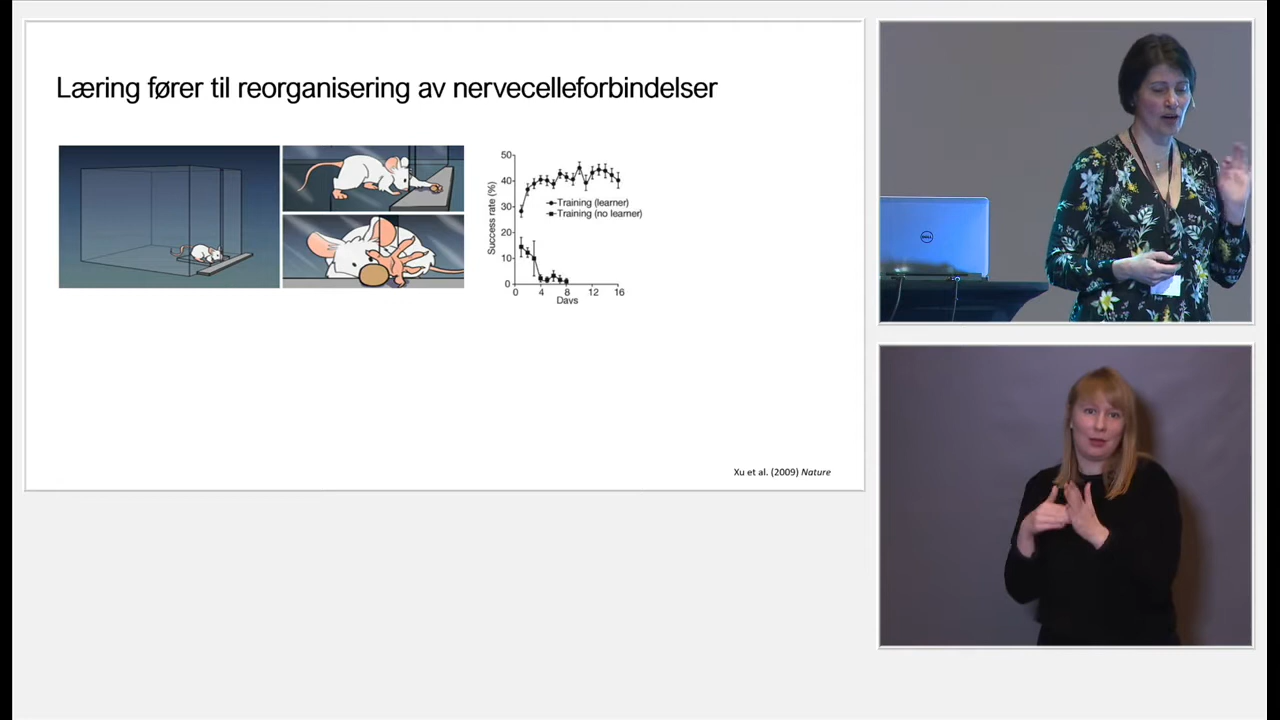 Læring fører til reorganisering av nervecelleforbindelser
50
40
30
20
10
0
Success rate (%)
Training (learner)
Training (no learner)
0 4 8 12 16
Days
Xu et al. (2009) Nature
DELL